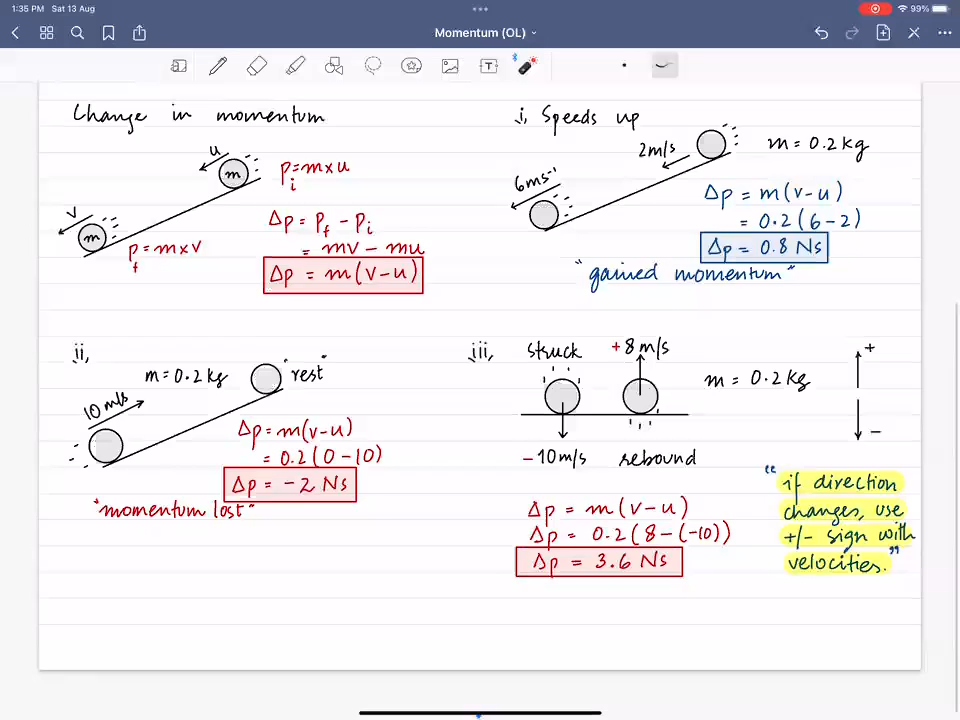 1:35 PM Sat 13 Aug
99%
Momentum (OL)
Change in momentum
u
m
pi = m×u
v
m
pf = m×v
Δp = pf − pi
= mv − mu
Δp = m(v−u)
i, Speeds up
2m/s
m = 0.2 kg
6ms⁻¹
Δp = m(v−u)
= 0.2(6−2)
Δp = 0.8 Ns
"gained momentum"
ii,
m = 0.2 kg
"rest"
10 m/s
Δp = m(v−u)
= 0.2(0−10)
Δp = −2 Ns
"momentum lost"
iii,
struck
+8 m/s
m = 0.2 kg
+
−
−10 m/s
rebound
Δp = m(v−u)
Δp = 0.2(8−(−10))
Δp = 3.6 Ns
"if direction
changes, use
+/− sign with
velocities."